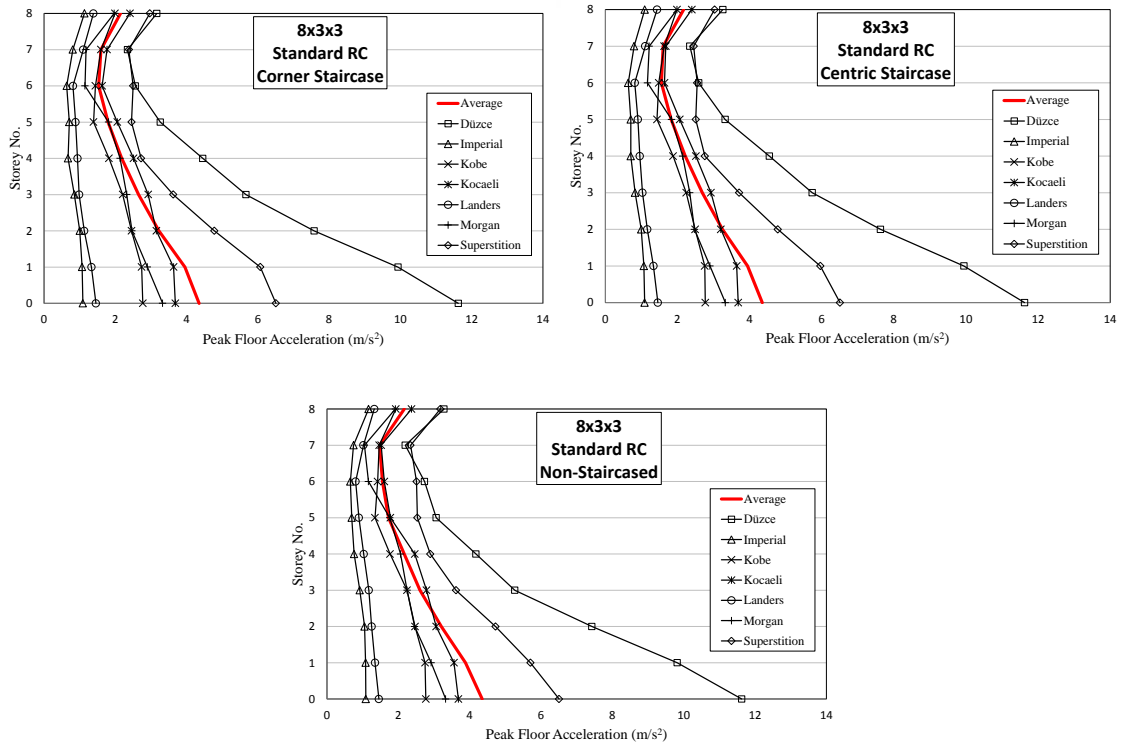 8x3x3
Standard RC
Corner Staircase
Storey No.
8
7
6
5
4
3
2
1
0
0 2 4 6 8 10 12 14
Peak Floor Acceleration (m/s²)
Average
Düzce
Imperial
Kobe
Kocaeli
Landers
Morgan
Superstition
8x3x3
Standard RC
Centric Staircase
Storey No.
8
7
6
5
4
3
2
1
0
0 2 4 6 8 10 12 14
Peak Floor Acceleration (m/s²)
Average
Düzce
Imperial
Kobe
Kocaeli
Landers
Morgan
Superstition
8x3x3
Standard RC
Non-Staircased
Storey No.
8
7
6
5
4
3
2
1
0
0 2 4 6 8 10 12 14
Peak Floor Acceleration (m/s²)
Average
Düzce
Imperial
Kobe
Kocaeli
Landers
Morgan
Superstition